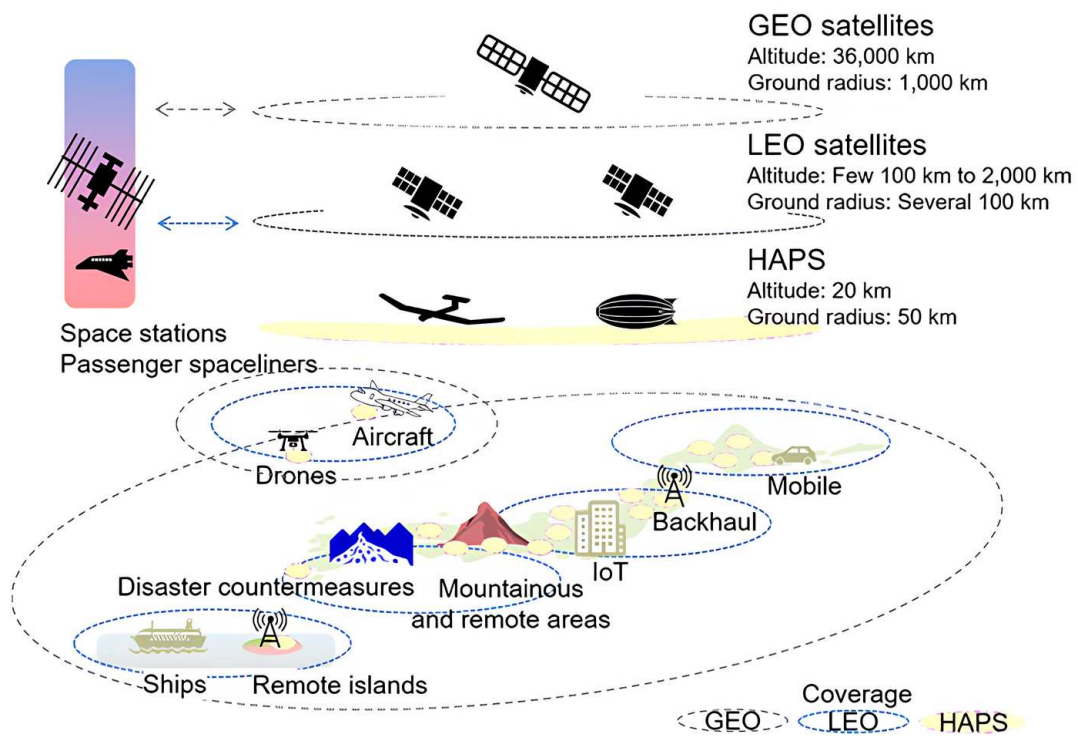 GEO satellites
Altitude: 36,000 km
Ground radius: 1,000 km
LEO satellites
Altitude: Few 100 km to 2,000 km
Ground radius: Several 100 km
HAPS
Altitude: 20 km
Ground radius: 50 km
Space stations
Passenger spaceliners
Aircraft
Drones
Mobile
Backhaul
IoT
Disaster countermeasures
Mountainous
and remote areas
Ships
Remote islands
Coverage
GEO
LEO
HAPS